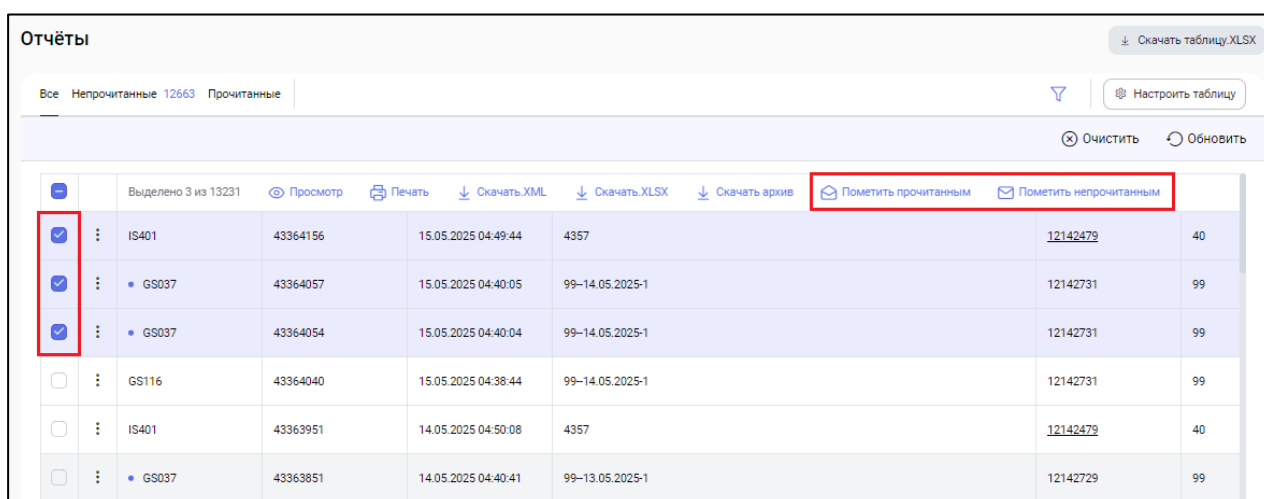 Отчёты
Скачать таблицу.XLSX
Все Непрочитанные 12663 Прочитанные
Настроить таблицу
Очистить Обновить
Выделено 3 из 13231 Просмотр Печать Скачать.XML Скачать.XLSX Скачать архив Пометить прочитанным Пометить непрочитанным
IS401 43364156 15.05.2025 04:49:44 4357 12142479 40
GS037 43364057 15.05.2025 04:40:05 99--14.05.2025-1 12142731 99
GS037 43364054 15.05.2025 04:40:04 99--14.05.2025-1 12142731 99
GS116 43364040 15.05.2025 04:38:44 99--14.05.2025-1 12142731 99
IS401 43363951 14.05.2025 04:50:08 4357 12142479 40
GS037 43363851 14.05.2025 04:40:41 99--13.05.2025-1 12142729 99